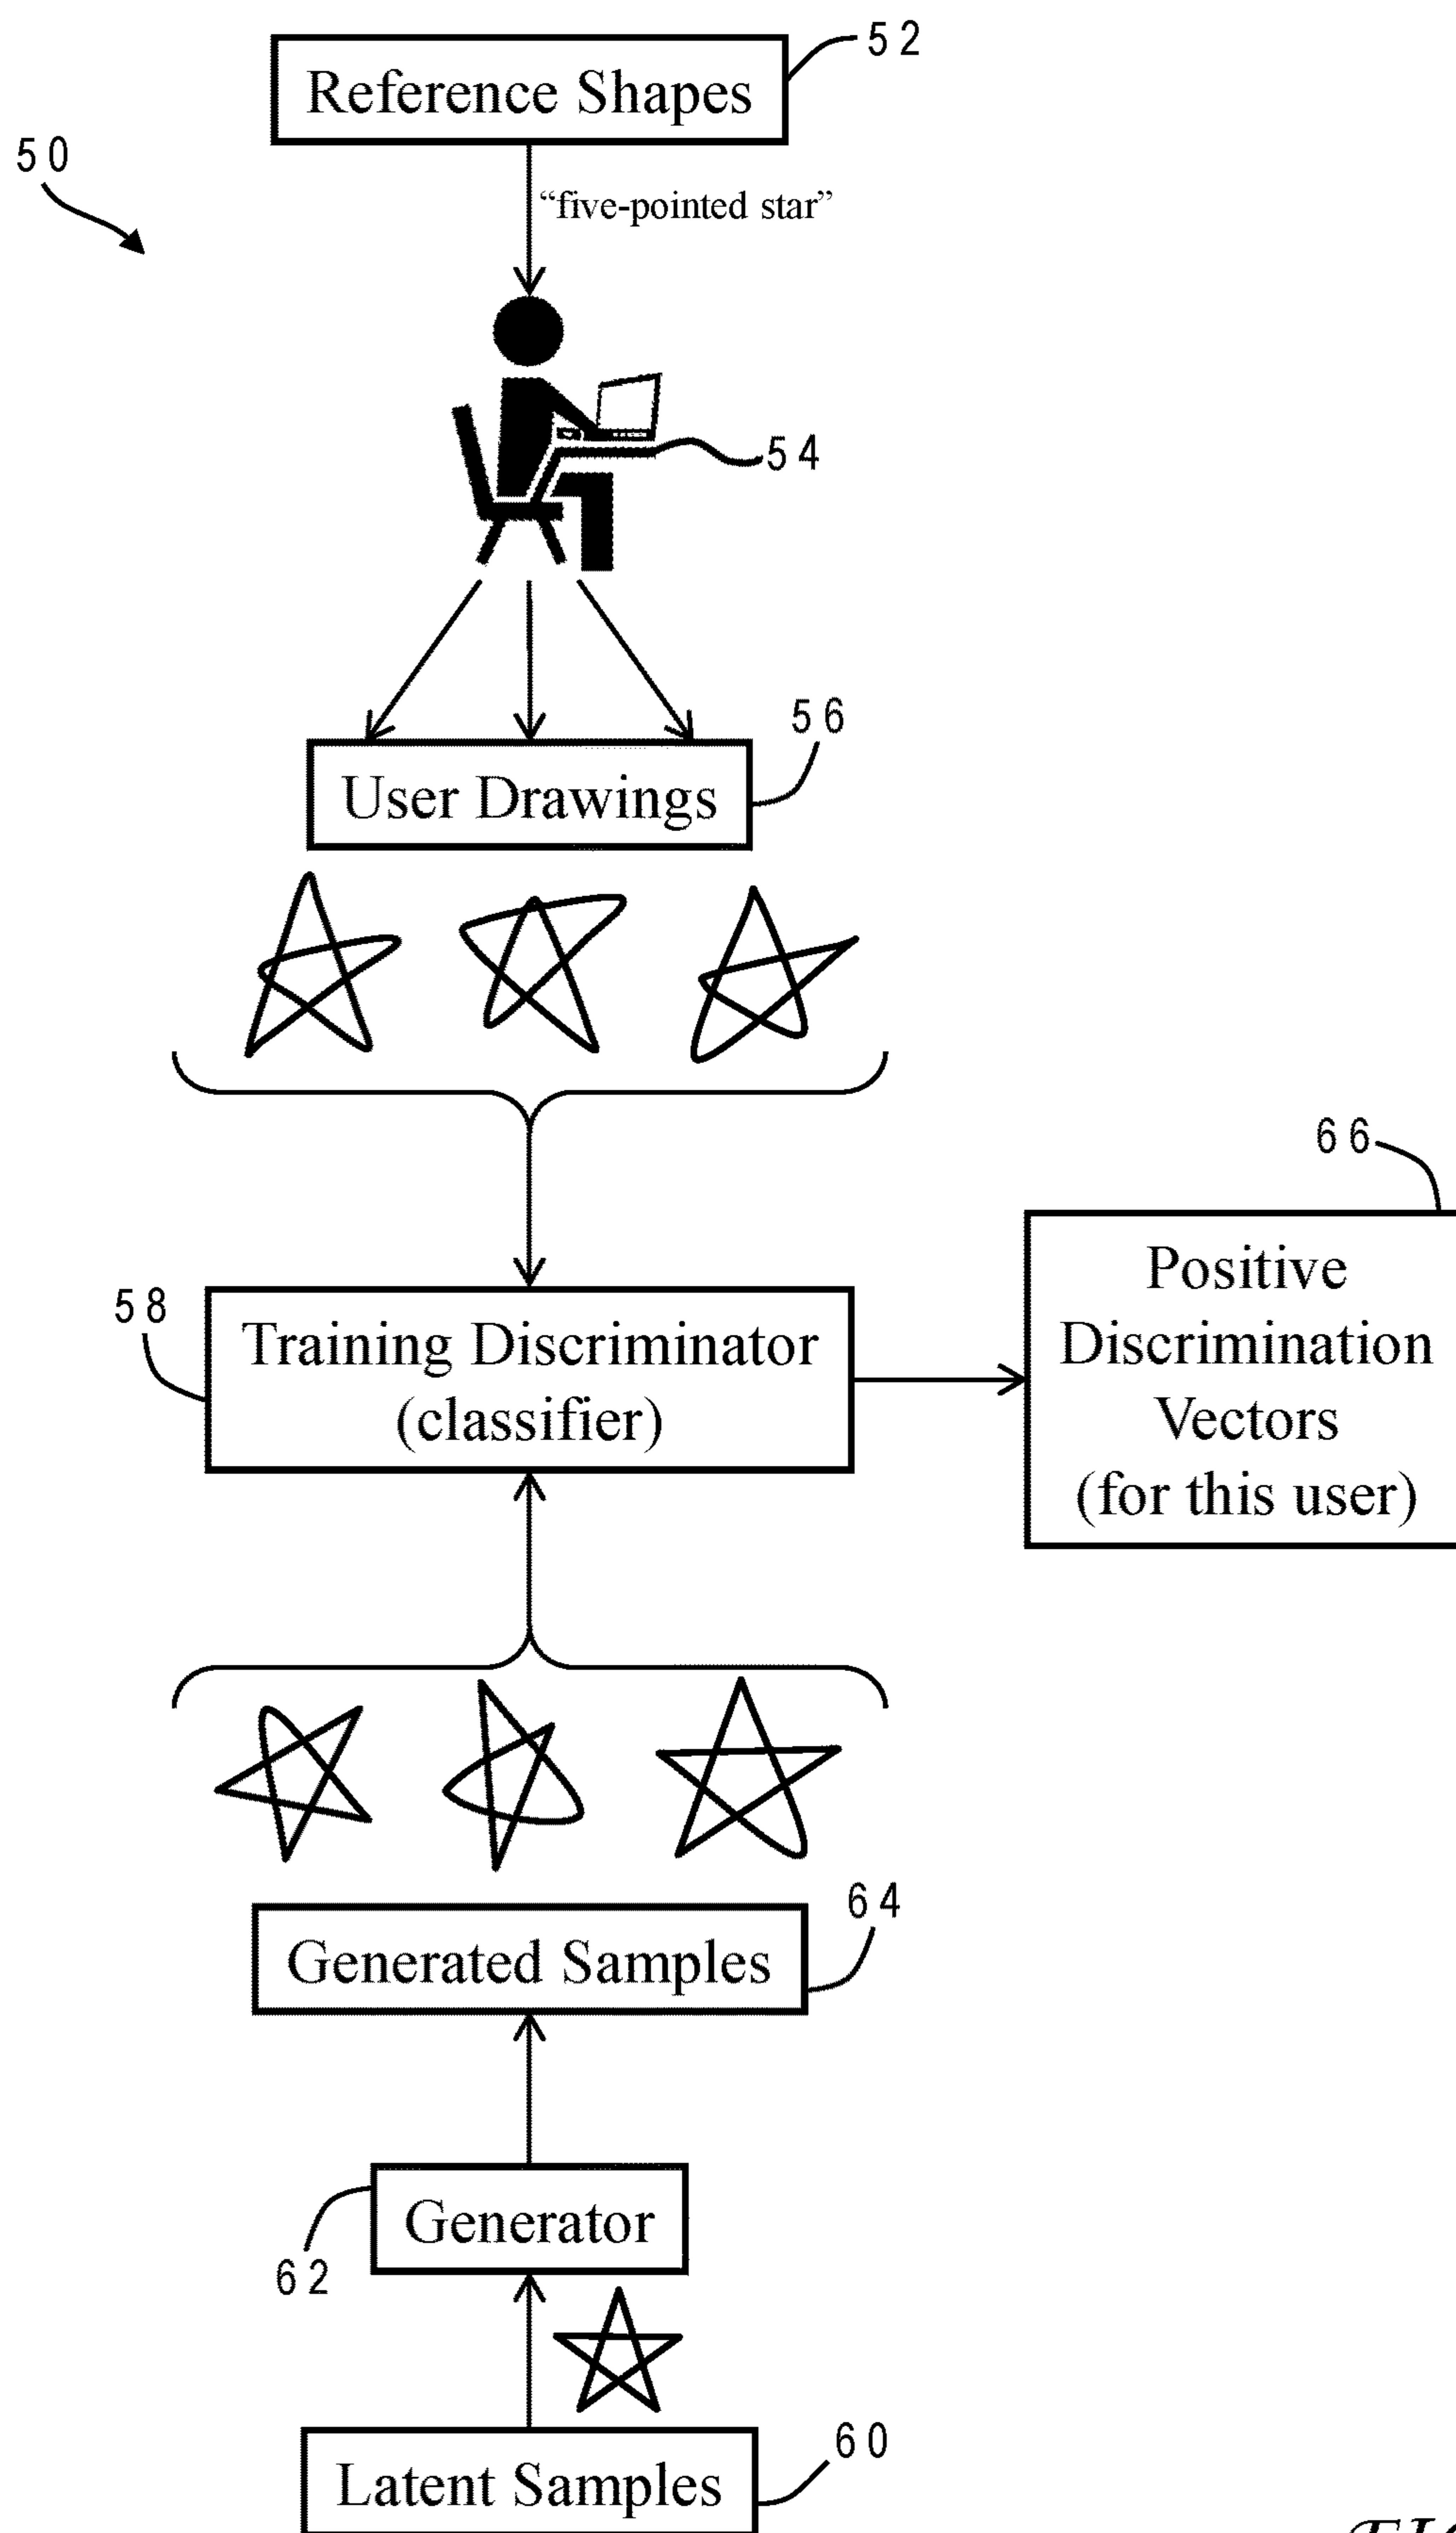 52
Reference Shapes
50
“five-pointed star”
54
56
User Drawings
66
58
Training Discriminator
(classifier)
Positive
Discrimination
Vectors
(for this user)
64
Generated Samples
Generator
62
60
Latent Samples